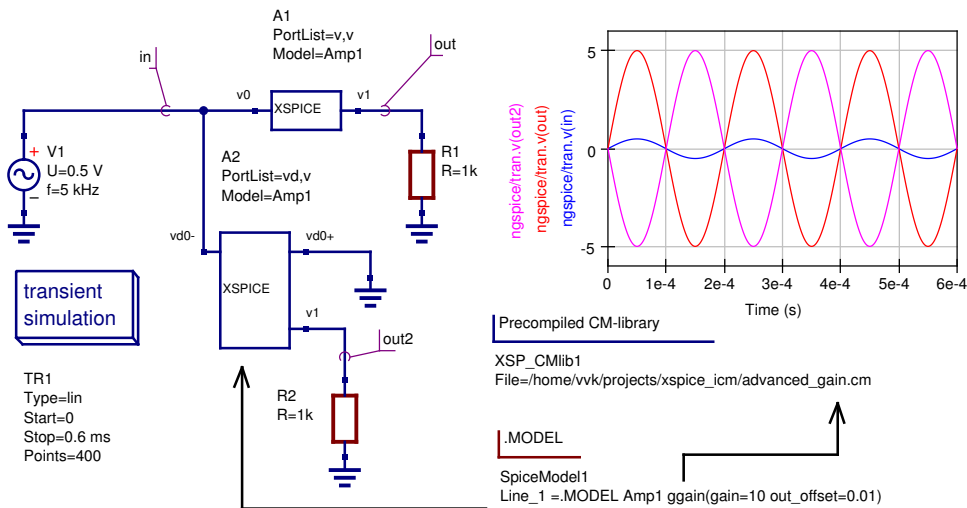 A1
PortList=v,v
Model=Amp1
in
out
v0
XSPICE
v1
+
V1
U=0.5 V
f=5 kHz
−
R1
R=1k
A2
PortList=vd,v
Model=Amp1
vd0-
vd0+
XSPICE
v1
out2
R2
R=1k
transient
simulation
TR1
Type=lin
Start=0
Stop=0.6 ms
Points=400
ngspice/tran.v(out2)
ngspice/tran.v(out)
ngspice/tran.v(in)
5
0
-5
0
1e-4
2e-4
3e-4
4e-4
5e-4
6e-4
Time (s)
Precompiled CM-library
XSP_CMlib1
File=/home/vvk/projects/xspice_icm/advanced_gain.cm
.MODEL
SpiceModel1
Line_1 =.MODEL Amp1 ggain(gain=10 out_offset=0.01)